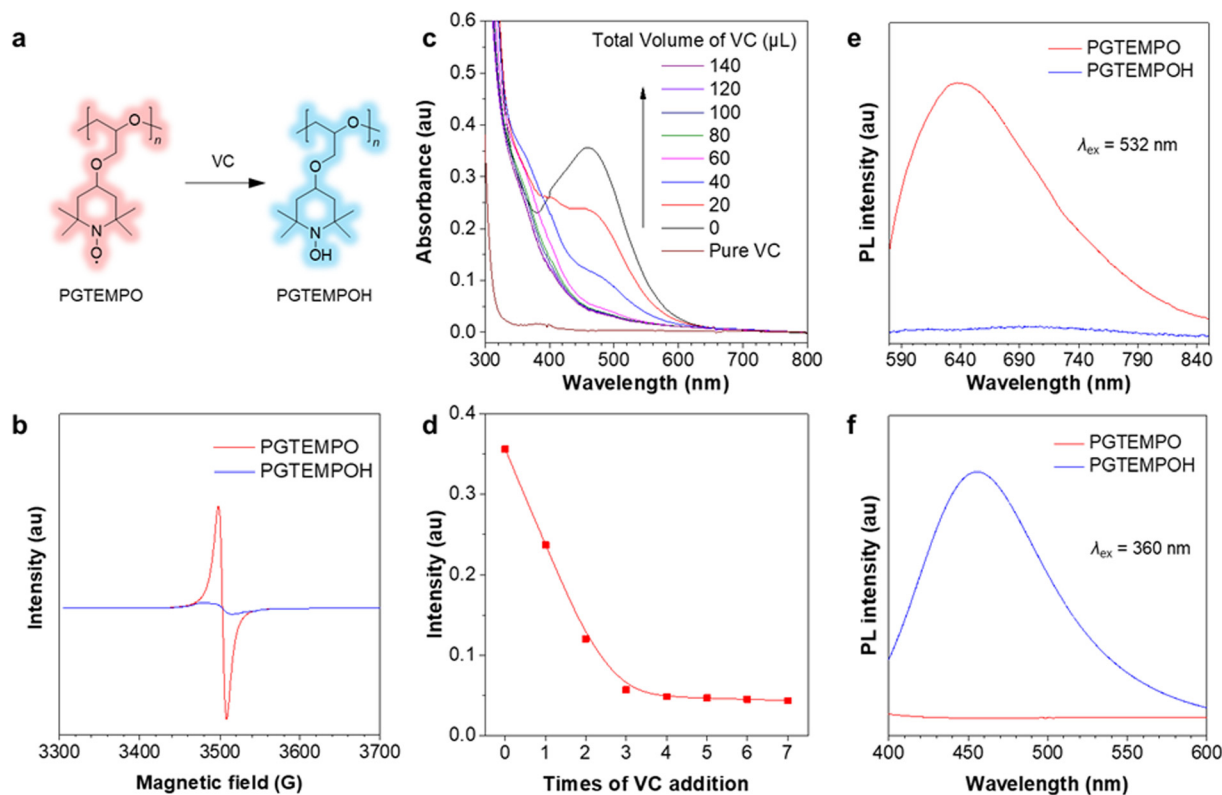 a
O
n
O
N
O•
PGTEMPO
VC
O
n
O
N
OH
PGTEMPOH
b
PGTEMPO
PGTEMPOH
Intensity (au)
3300 3400 3500 3600 3700
Magnetic field (G)
c
Total Volume of VC (μL)
140
120
100
80
60
40
20
0
Pure VC
0.6
0.5
0.4
0.3
0.2
0.1
0.0
Absorbance (au)
300 400 500 600 700 800
Wavelength (nm)
d
0.4
0.3
0.2
0.1
0.0
Intensity (au)
0 1 2 3 4 5 6 7
Times of VC addition
e
PGTEMPO
PGTEMPOH
λex = 532 nm
PL intensity (au)
590 640 690 740 790 840
Wavelength (nm)
f
PGTEMPO
PGTEMPOH
λex = 360 nm
PL intensity (au)
400 450 500 550 600
Wavelength (nm)